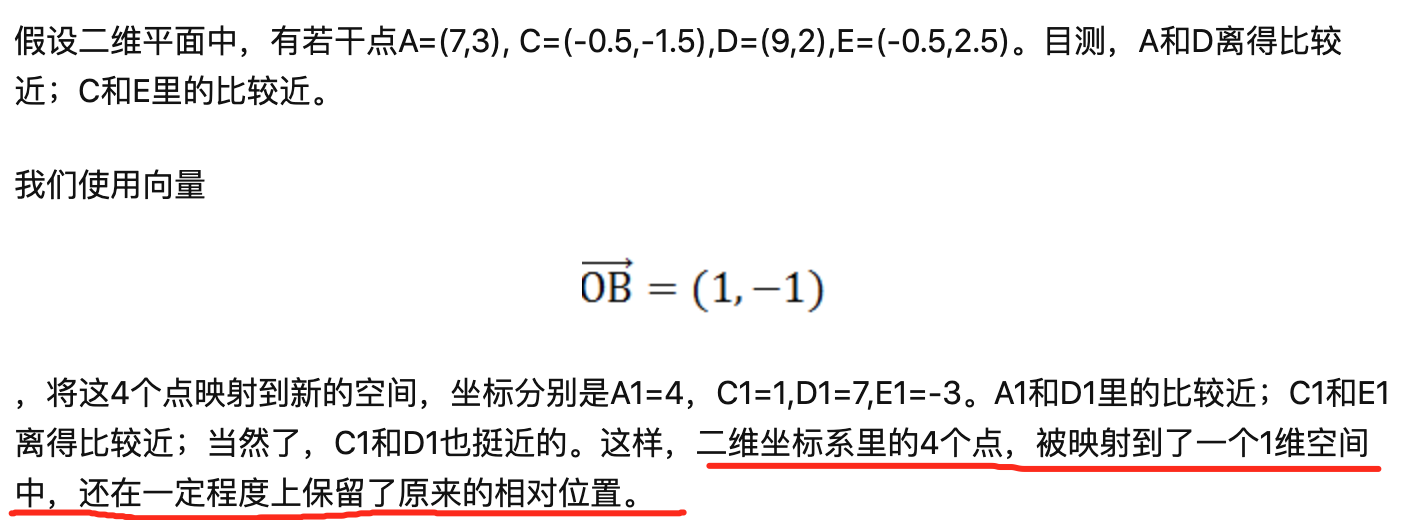 假设二维平面中，有若干点A=(7,3), C=(-0.5,-1.5),D=(9,2),E=(-0.5,2.5)。目测，A和D离得比较
近；C和E里的比较近。
我们使用向量
$\overrightarrow{OB} = (1, -1)$
，将这4个点映射到新的空间，坐标分别是A1=4，C1=1,D1=7,E1=-3。A1和D1里的比较近；C1和E1
离得比较近；当然了，C1和D1也挺近的。这样，二维坐标系里的4个点，被映射到了一个1维空间
中，还在一定程度上保留了原来的相对位置。